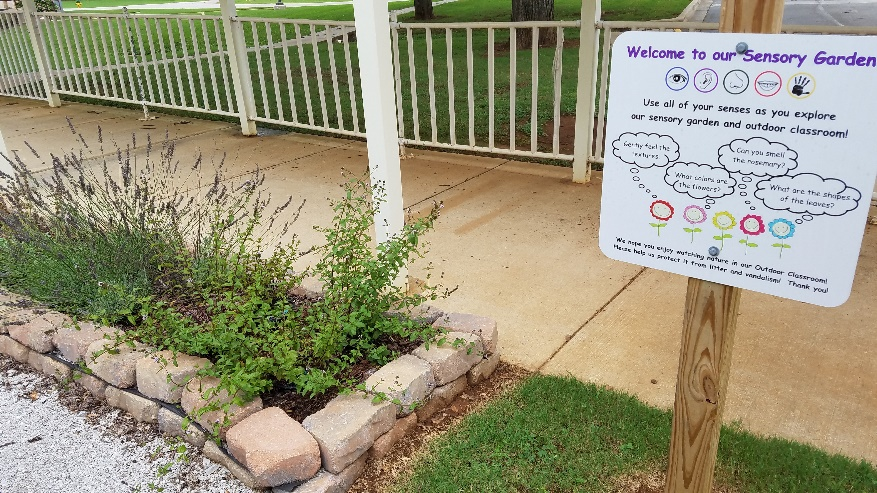 Welcome to our Sensory Garden
Use all of your senses as you explore
our sensory garden and outdoor classroom!
Gently feel the
textures.
Can you smell
the rosemary?
What colors are
the flowers?
What are the shapes
of the leaves?
We hope you enjoy watching nature in our Outdoor Classroom!
Please help us protect it from litter and vandalism! Thank you!